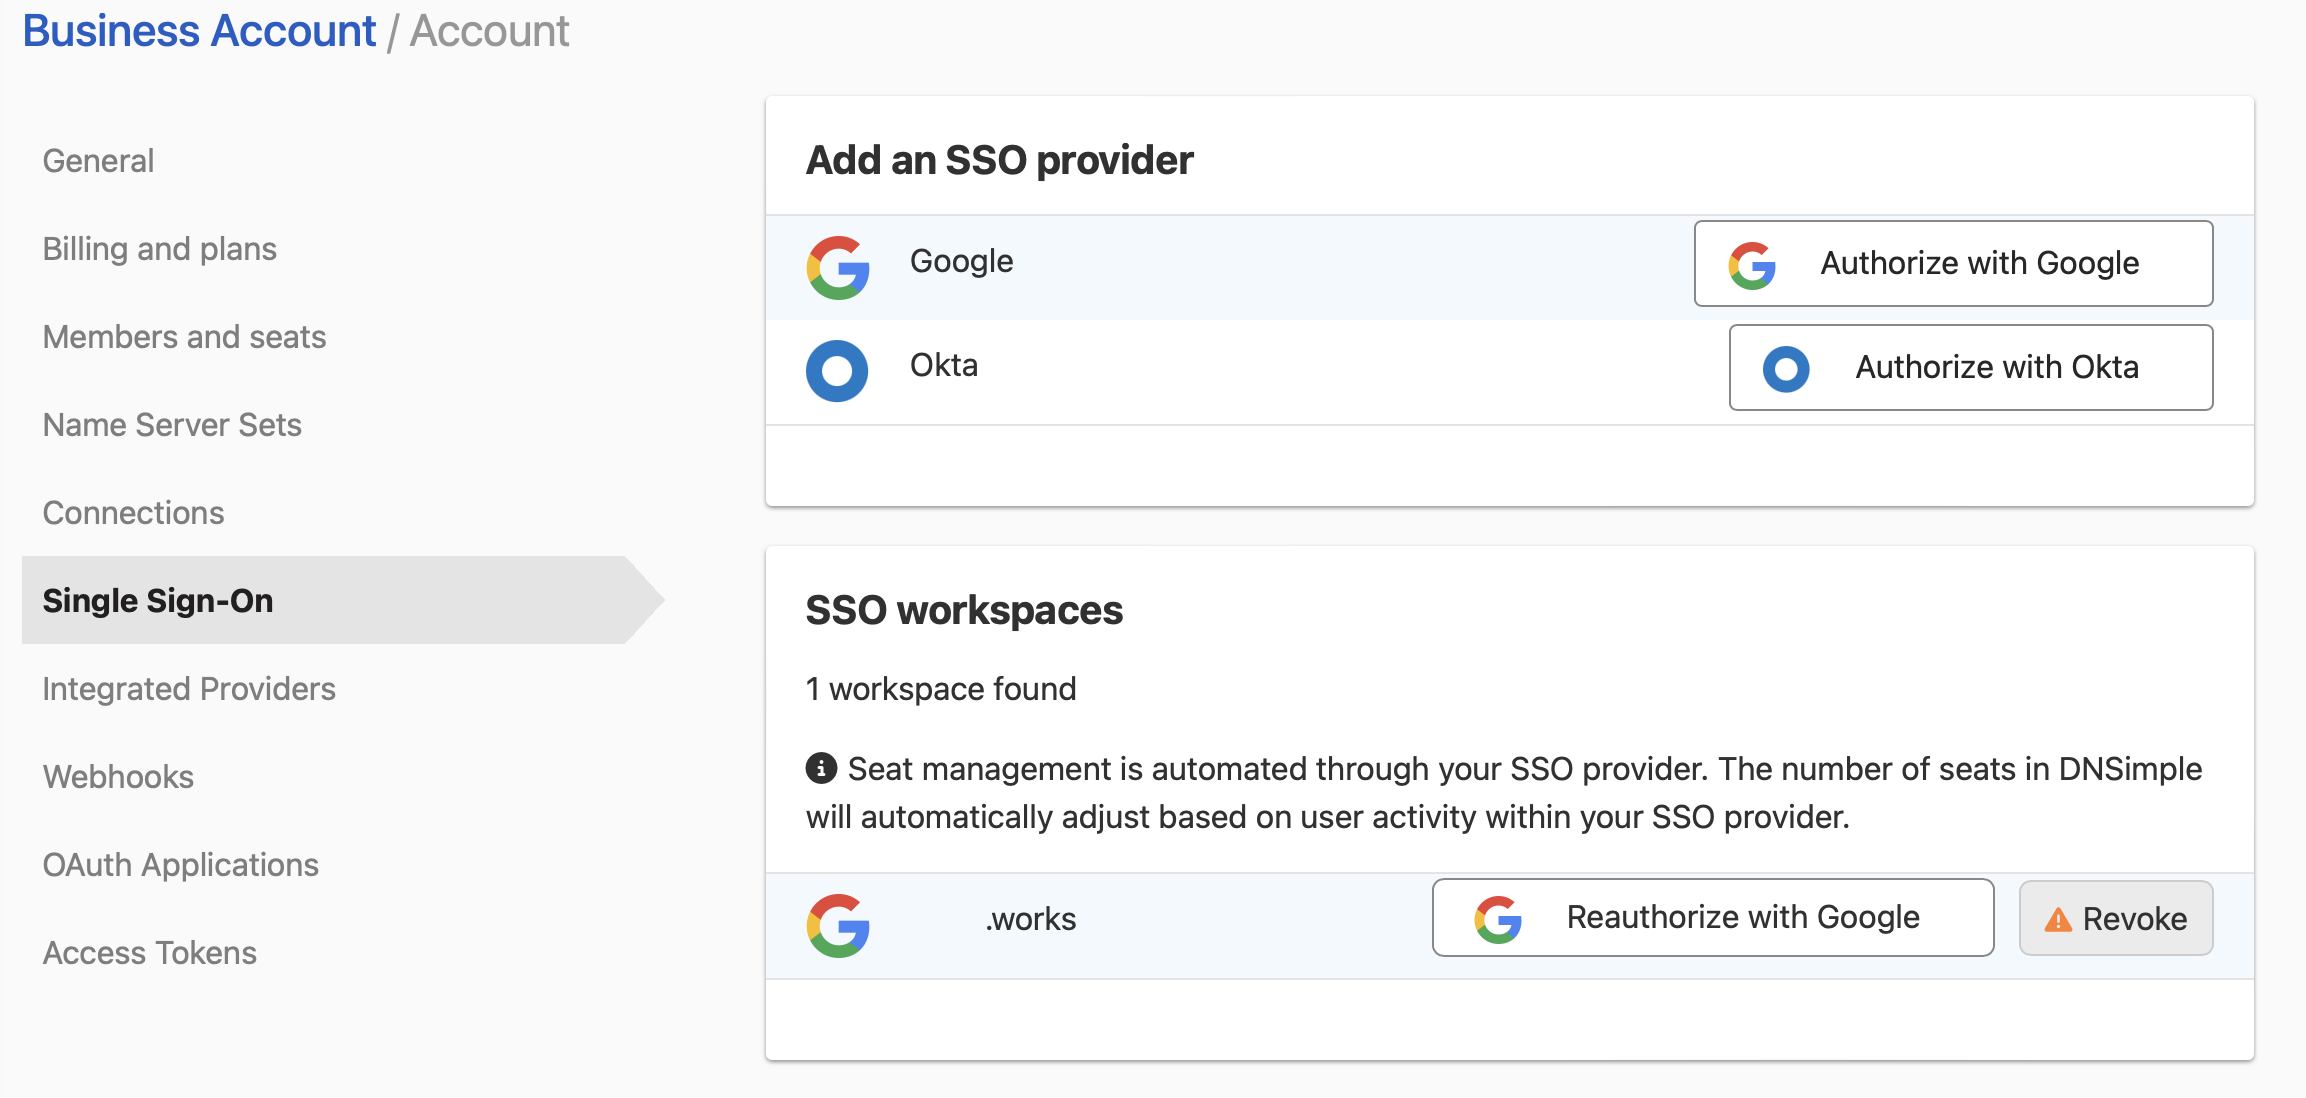 Business Account / Account
General
Billing and plans
Members and seats
Name Server Sets
Connections
Single Sign-On
Integrated Providers
Webhooks
OAuth Applications
Access Tokens
Add an SSO provider
Google
Authorize with Google
Okta
Authorize with Okta
SSO workspaces
1 workspace found
Seat management is automated through your SSO provider. The number of seats in DNSimple
will automatically adjust based on user activity within your SSO provider.
.works
Reauthorize with Google
Revoke